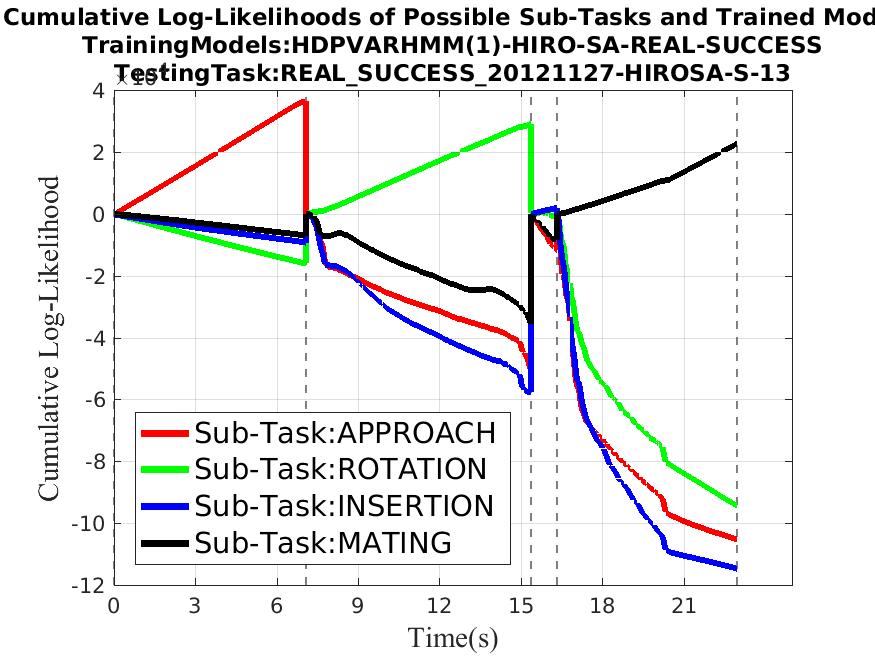 Cumulative Log-Likelihoods of Possible Sub-Tasks and Trained Mod
TrainingModels:HDPVARHMM(1)-HIRO-SA-REAL-SUCCESS
TestingTask:REAL_SUCCESS_20121127-HIROSA-S-13
4
2
0
-2
-4
-6
-8
-10
-12
Cumulative Log-Likelihood
Sub-Task:APPROACH
Sub-Task:ROTATION
Sub-Task:INSERTION
Sub-Task:MATING
0 3 6 9 12 15 18 21
Time(s)